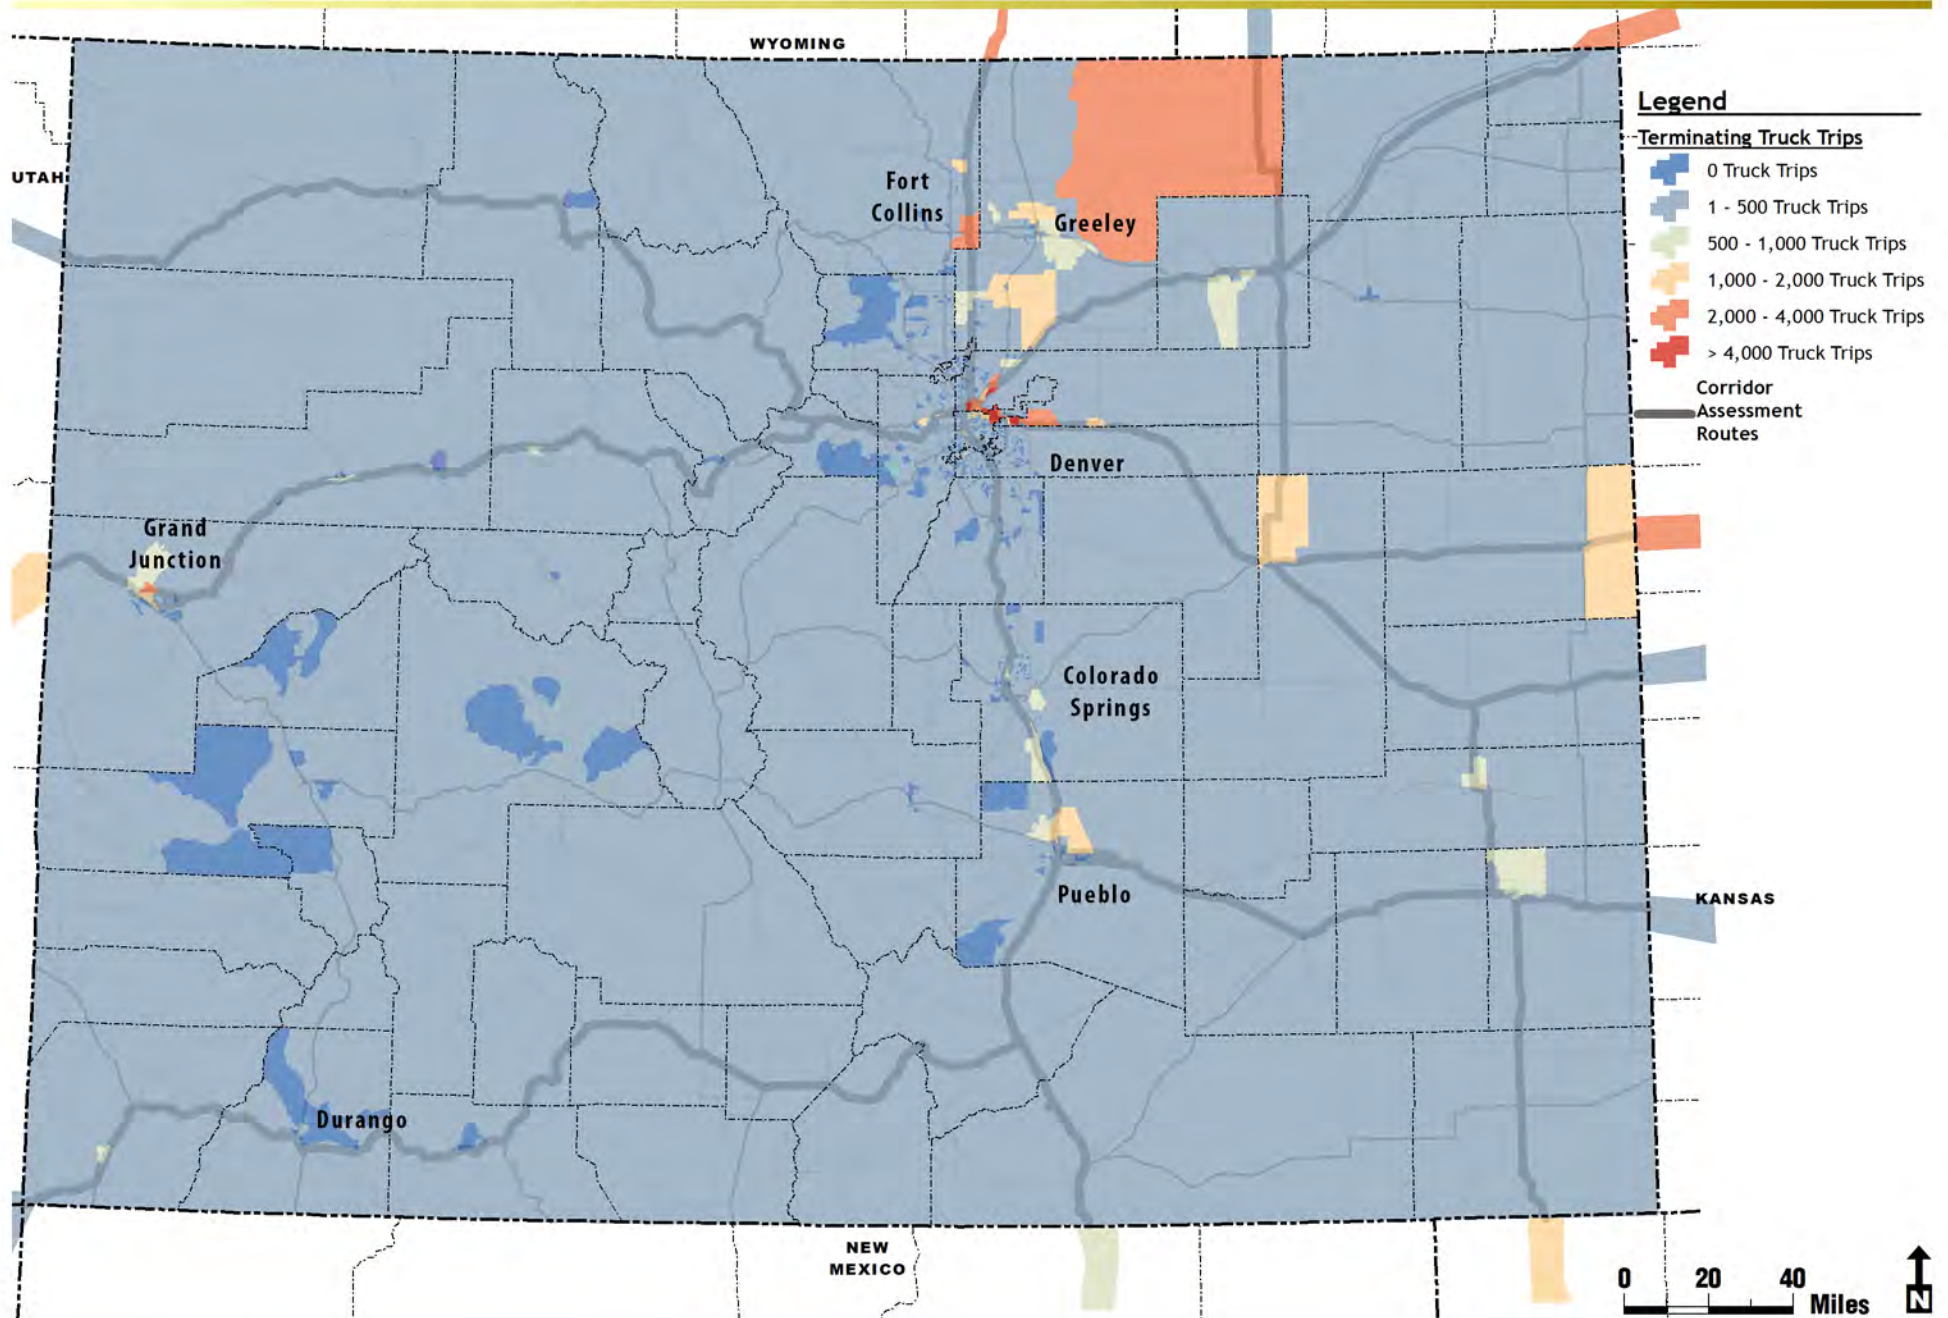 WYOMING
UTAH
Fort
Collins
Greeley
Denver
Grand
Junction
Colorado
Springs
Pueblo
KANSAS
Durango
NEW
MEXICO
Legend
Terminating Truck Trips
0 Truck Trips
1 - 500 Truck Trips
500 - 1,000 Truck Trips
1,000 - 2,000 Truck Trips
2,000 - 4,000 Truck Trips
> 4,000 Truck Trips
Corridor
Assessment
Routes
0 20 40
Miles
N